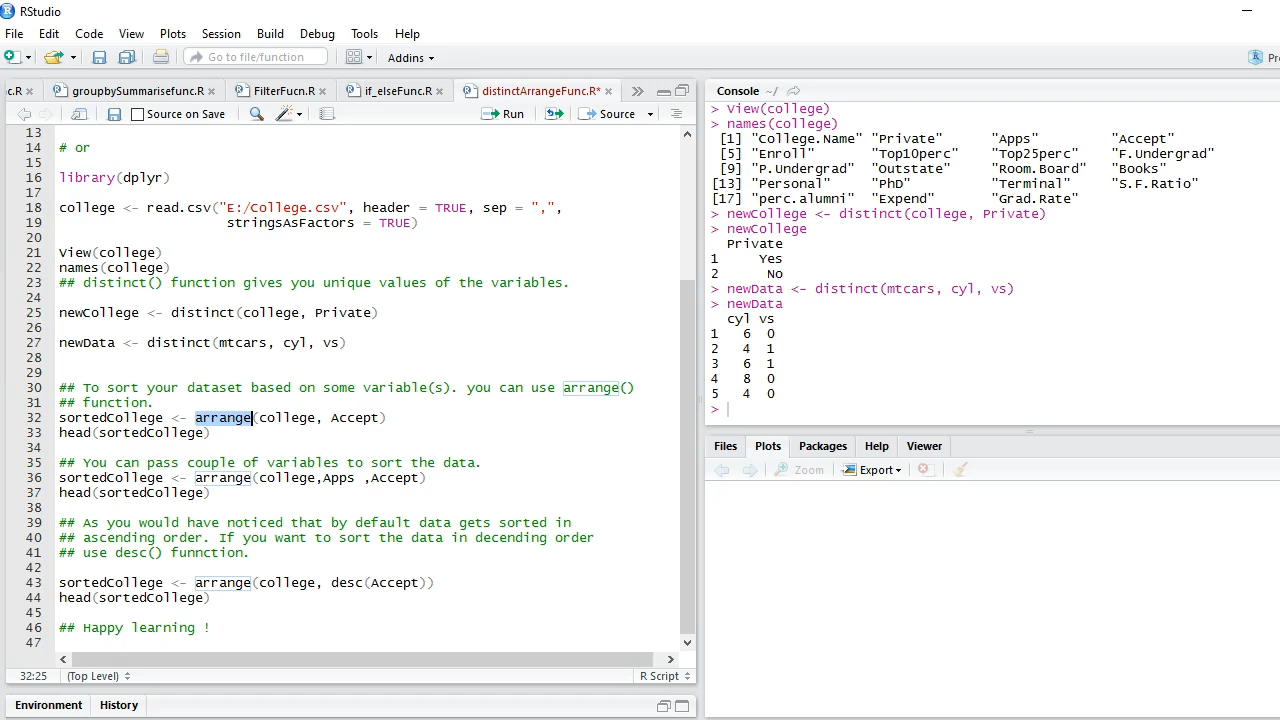 RStudio
File Edit Code View Plots Session Build Debug Tools Help
Go to file/function Addins
c.R groupbySummarisefunc.R FilterFucn.R if_elseFunc.R distinctArrangeFunc.R*
Source on Save Run Source
13
14 # or
15
16 library(dplyr)
17
18 college <- read.csv("E:/College.csv", header = TRUE, sep = ",",
19 stringsAsFactors = TRUE)
20
21 View(college)
22 names(college)
23 ## distinct() function gives you unique values of the variables.
24
25 newCollege <- distinct(college, Private)
26
27 newData <- distinct(mtcars, cyl, vs)
28
29
30 ## To sort your dataset based on some variable(s). you can use arrange()
31 ## function.
32 sortedCollege <- arrange(college, Accept)
33 head(sortedCollege)
34
35 ## You can pass couple of variables to sort the data.
36 sortedCollege <- arrange(college,Apps ,Accept)
37 head(sortedCollege)
38
39 ## As you would have noticed that by default data gets sorted in
40 ## ascending order. If you want to sort the data in decending order
41 ## use desc() funnction.
42
43 sortedCollege <- arrange(college, desc(Accept))
44 head(sortedCollege)
45
46 ## Happy learning !
47
32:25 (Top Level) R Script
Environment History
Console ~/
> View(college)
> names(college)
[1] "College.Name" "Private" "Apps" "Accept"
[5] "Enroll" "Top10perc" "Top25perc" "F.Undergrad"
[9] "P.Undergrad" "Outstate" "Room.Board" "Books"
[13] "Personal" "PhD" "Terminal" "S.F.Ratio"
[17] "perc.alumni" "Expend" "Grad.Rate"
> newCollege <- distinct(college, Private)
> newCollege
Private
1 Yes
2 No
> newData <- distinct(mtcars, cyl, vs)
> newData
cyl vs
1 6 0
2 4 1
3 6 1
4 8 0
5 4 0
>
Files Plots Packages Help Viewer
Zoom Export